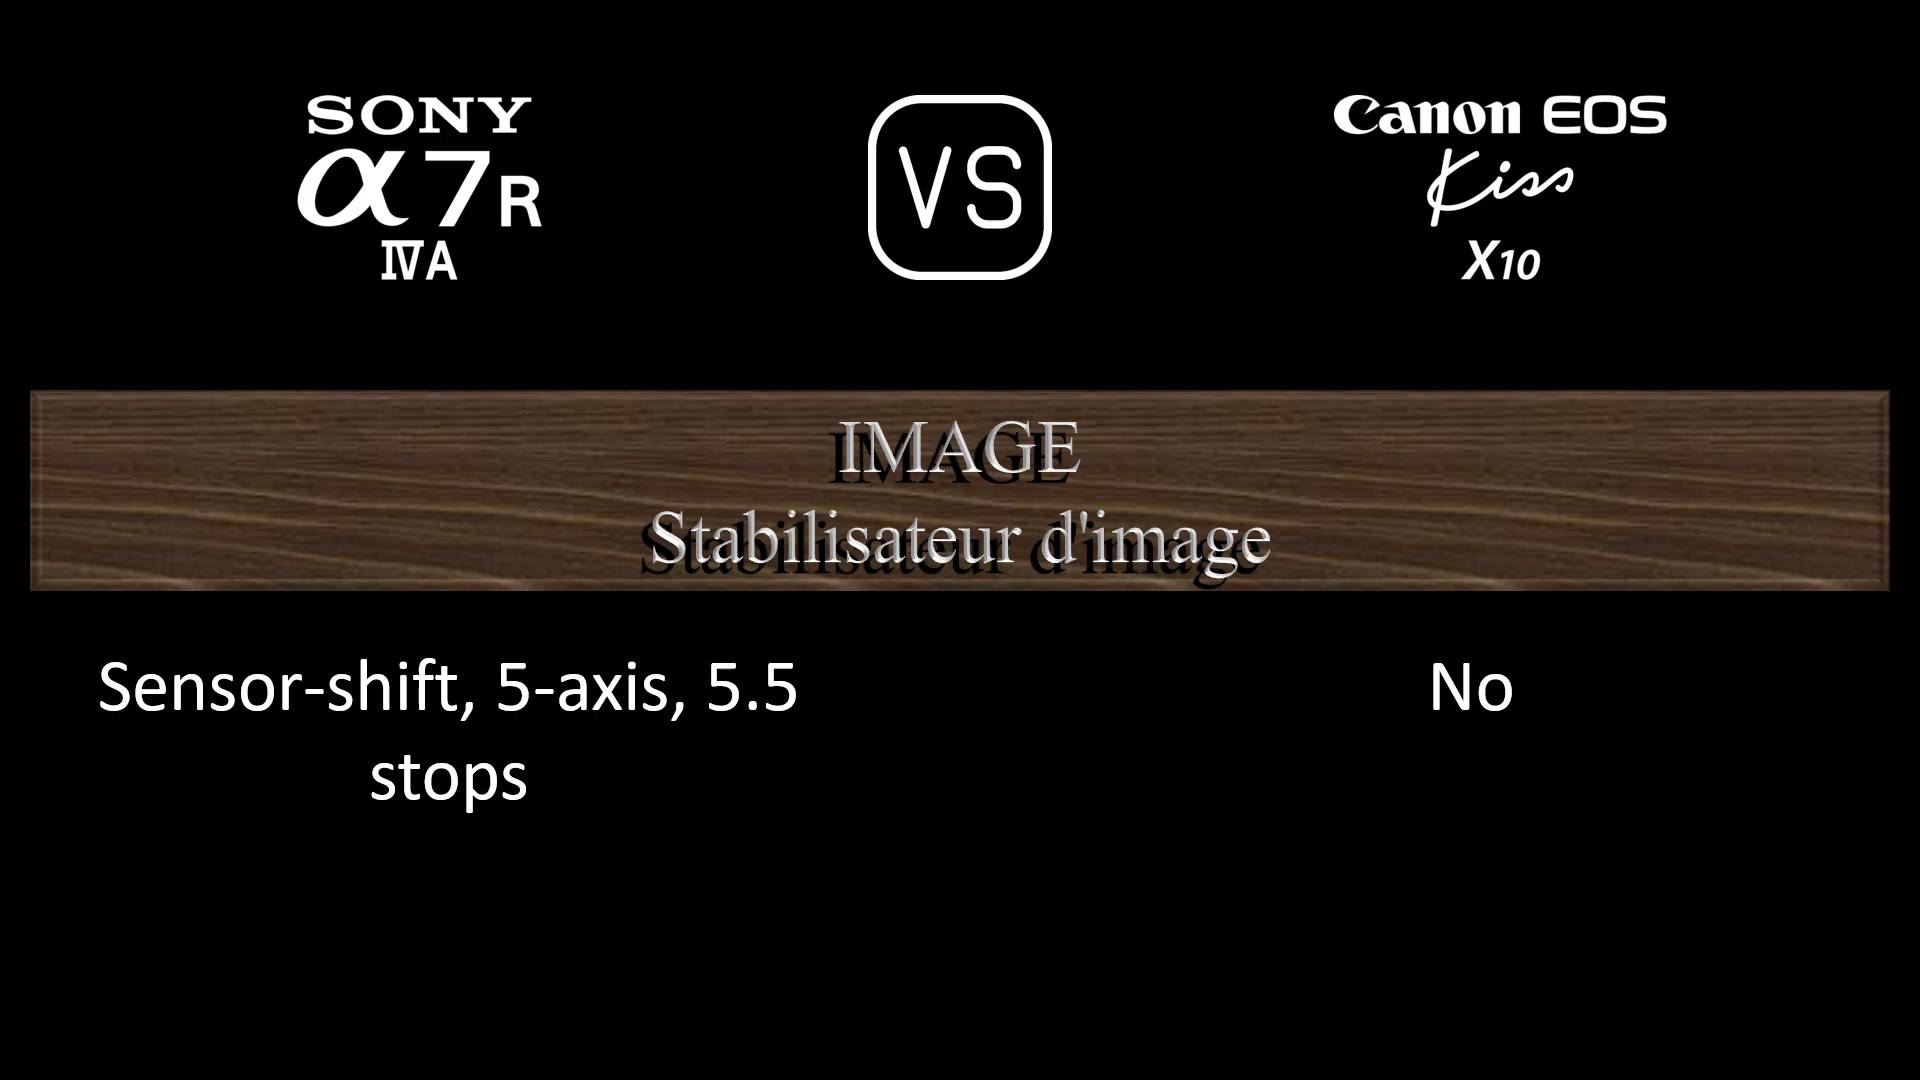 SONY
α7R
IVA
VS
Canon EOS
Kiss
X10
IMAGE
Stabilisateur d'image
Sensor-shift, 5-axis, 5.5
stops
No